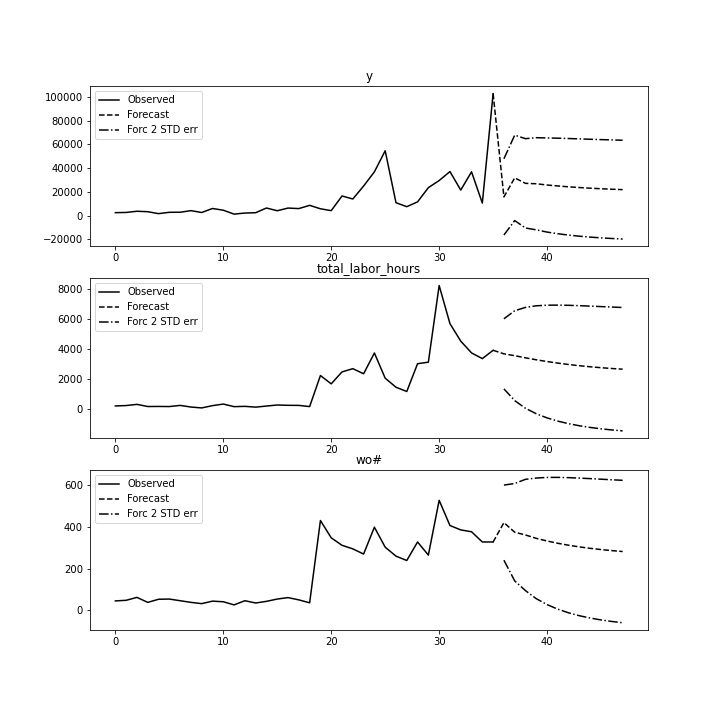 y
100000
80000
60000
40000
20000
0
−20000
Observed
Forecast
Forc 2 STD err
0 10 20 30 40
total_labor_hours
8000
6000
4000
2000
0
Observed
Forecast
Forc 2 STD err
0 10 20 30 40
wo#
600
400
200
0
Observed
Forecast
Forc 2 STD err
0 10 20 30 40